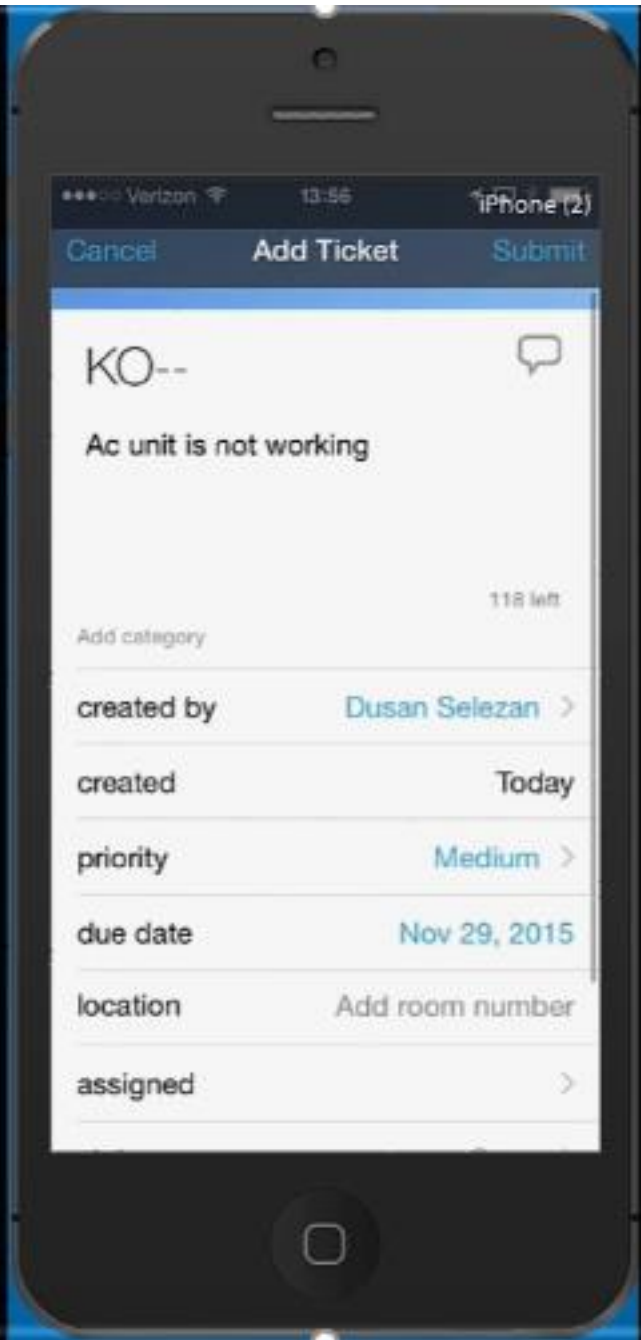 Verizon 13:56 iPhone (2)
Cancel Add Ticket Submit
KO--
Ac unit is not working
118 left
Add category
created by Dusan Selezan
created Today
priority Medium
due date Nov 29, 2015
location Add room number
assigned